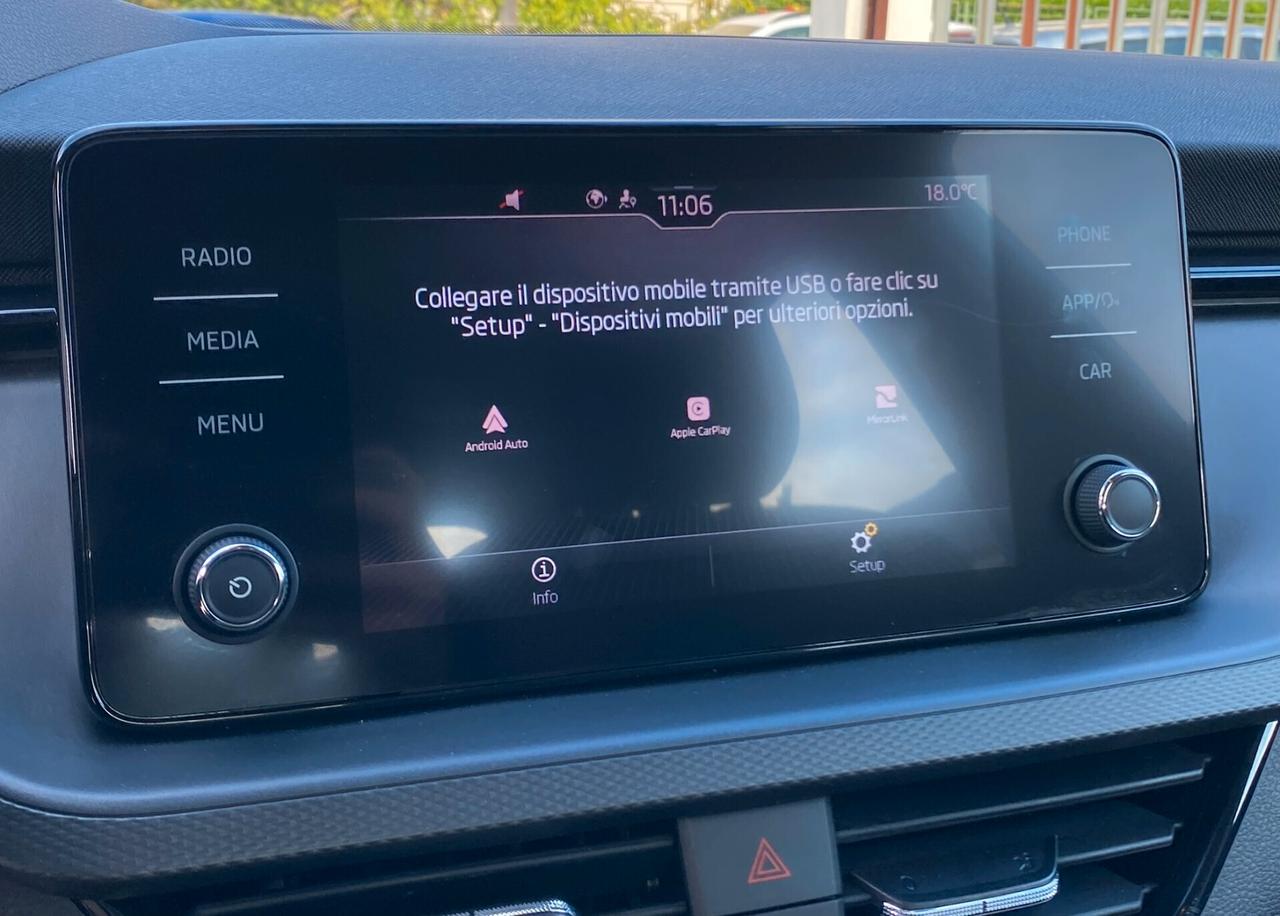 11:06
18.0°C
RADIO
MEDIA
MENU
Collegare il dispositivo mobile tramite USB o fare clic su
"Setup" - "Dispositivi mobili" per ulteriori opzioni.
Android Auto
Apple CarPlay
MirrorLink
Info
Setup
PHONE
APP/
CAR